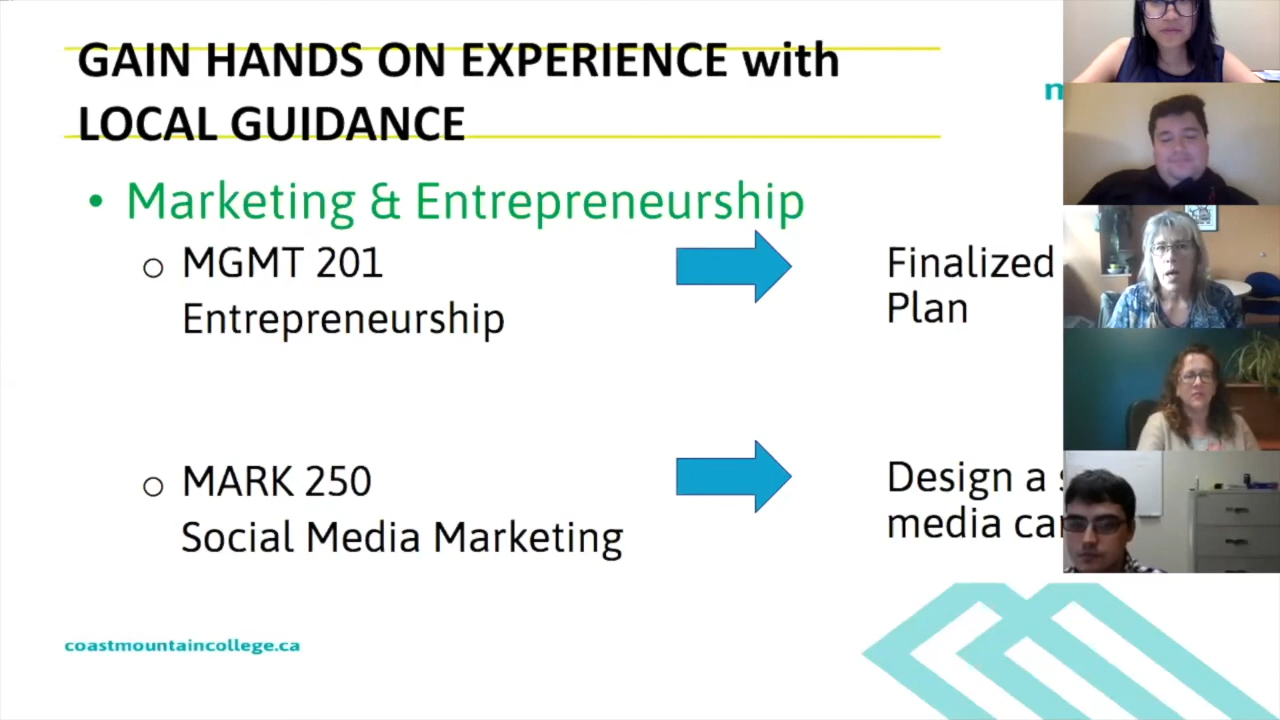 GAIN HANDS ON EXPERIENCE with
LOCAL GUIDANCE
• Marketing & Entrepreneurship
o MGMT 201
Entrepreneurship
Finalized
Plan
o MARK 250
Social Media Marketing
Design a
media
coastmountaincollege.ca